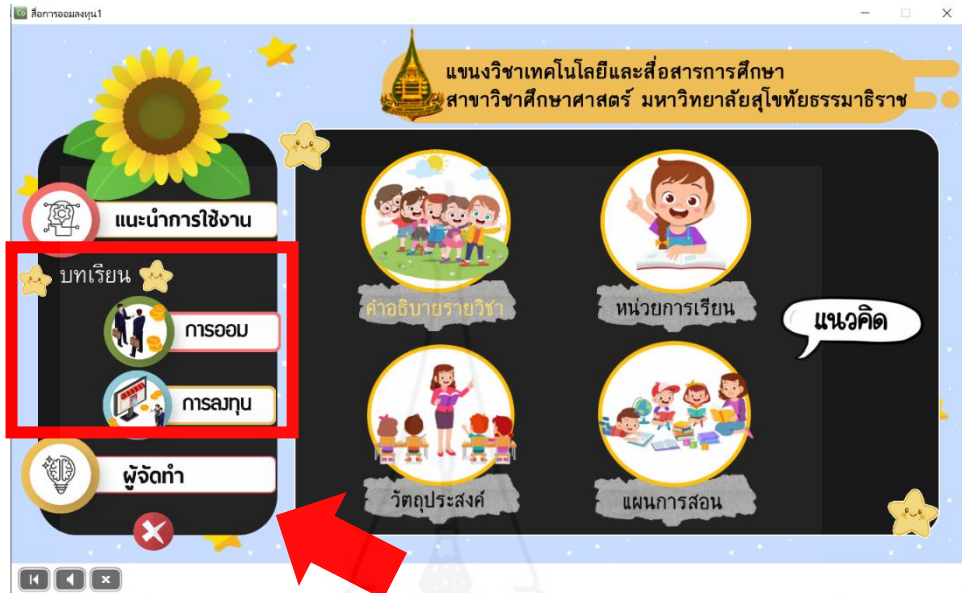 สื่อการออมลงทุน1
แขนงวิชาเทคโนโลยีและสื่อสารการศึกษา
สาขาวิชาศึกษาศาสตร์ มหาวิทยาลัยสุโขทัยธรรมาธิราช
แนะนำการใช้งาน
บทเรียน
การออม
การลงทุน
ผู้จัดทำ
คำอธิบายรายวิชา
หน่วยการเรียน
แนวคิด
วัตถุประสงค์
แผนการสอน